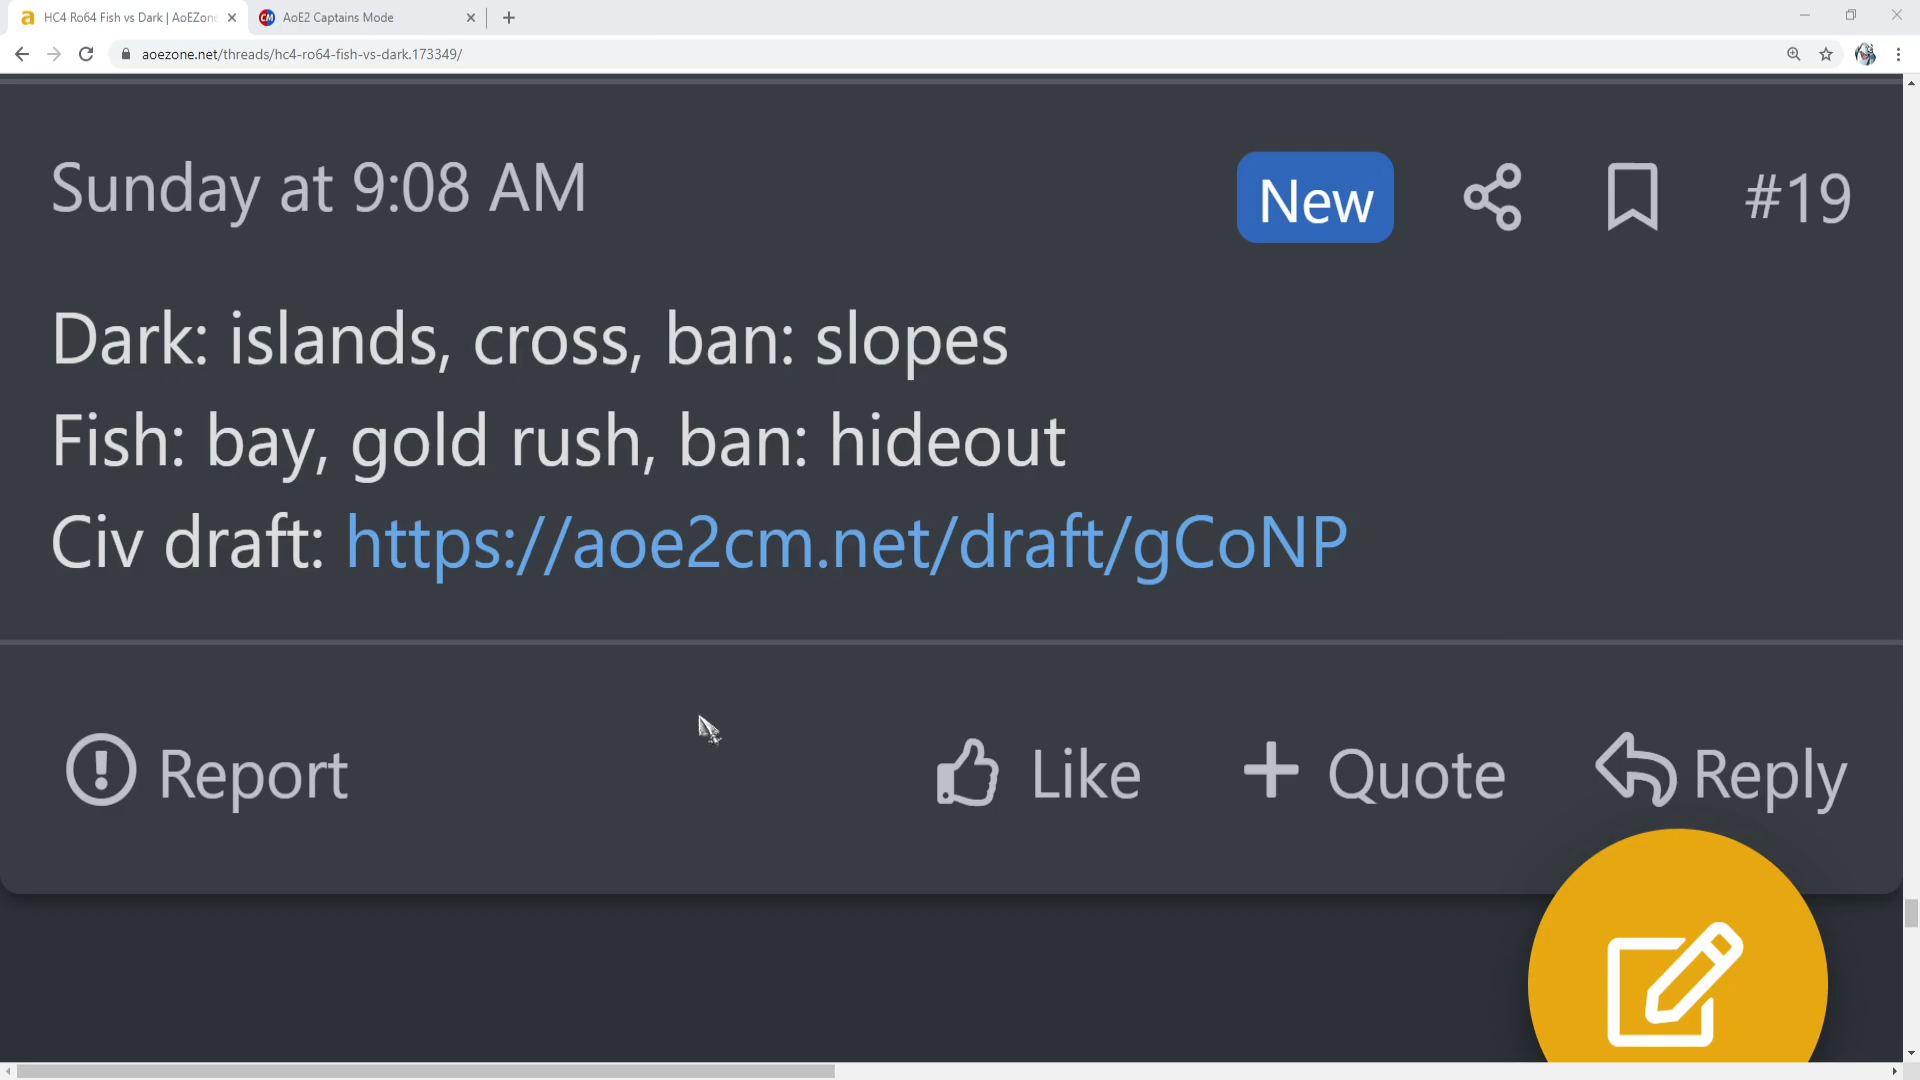 HC4 Ro64 Fish vs Dark | AoEZone
AoE2 Captains Mode
aoezone.net/threads/hc4-ro64-fish-vs-dark.173349/
Sunday at 9:08 AM
New
#19
Dark: islands, cross, ban: slopes
Fish: bay, gold rush, ban: hideout
Civ draft: https://aoe2cm.net/draft/gCoNP
Report
Like
Quote
Reply